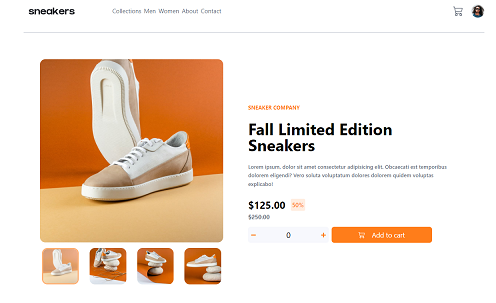 sneakers
Collections Men Women About Contact
SNEAKER COMPANY
Fall Limited Edition
Sneakers
Lorem ipsum, dolor sit amet consectetur adipisicing elit. Obcaecati est temporibus
dolorem eligendi? Vero soluta voluptatum dolores dolorem quidem voluptas
explicabo!
$125.00 50%
$250.00
− 0 + Add to cart